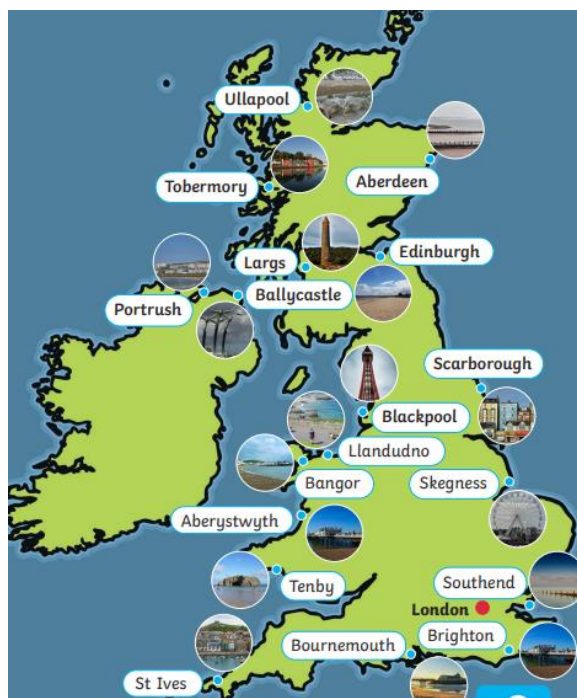 Ullapool
Tobermory
Aberdeen
Largs
Edinburgh
Portrush
Ballycastle
Scarborough
Blackpool
Llandudno
Bangor
Skegness
Aberystwyth
Tenby
Southend
London
Bournemouth
Brighton
St Ives